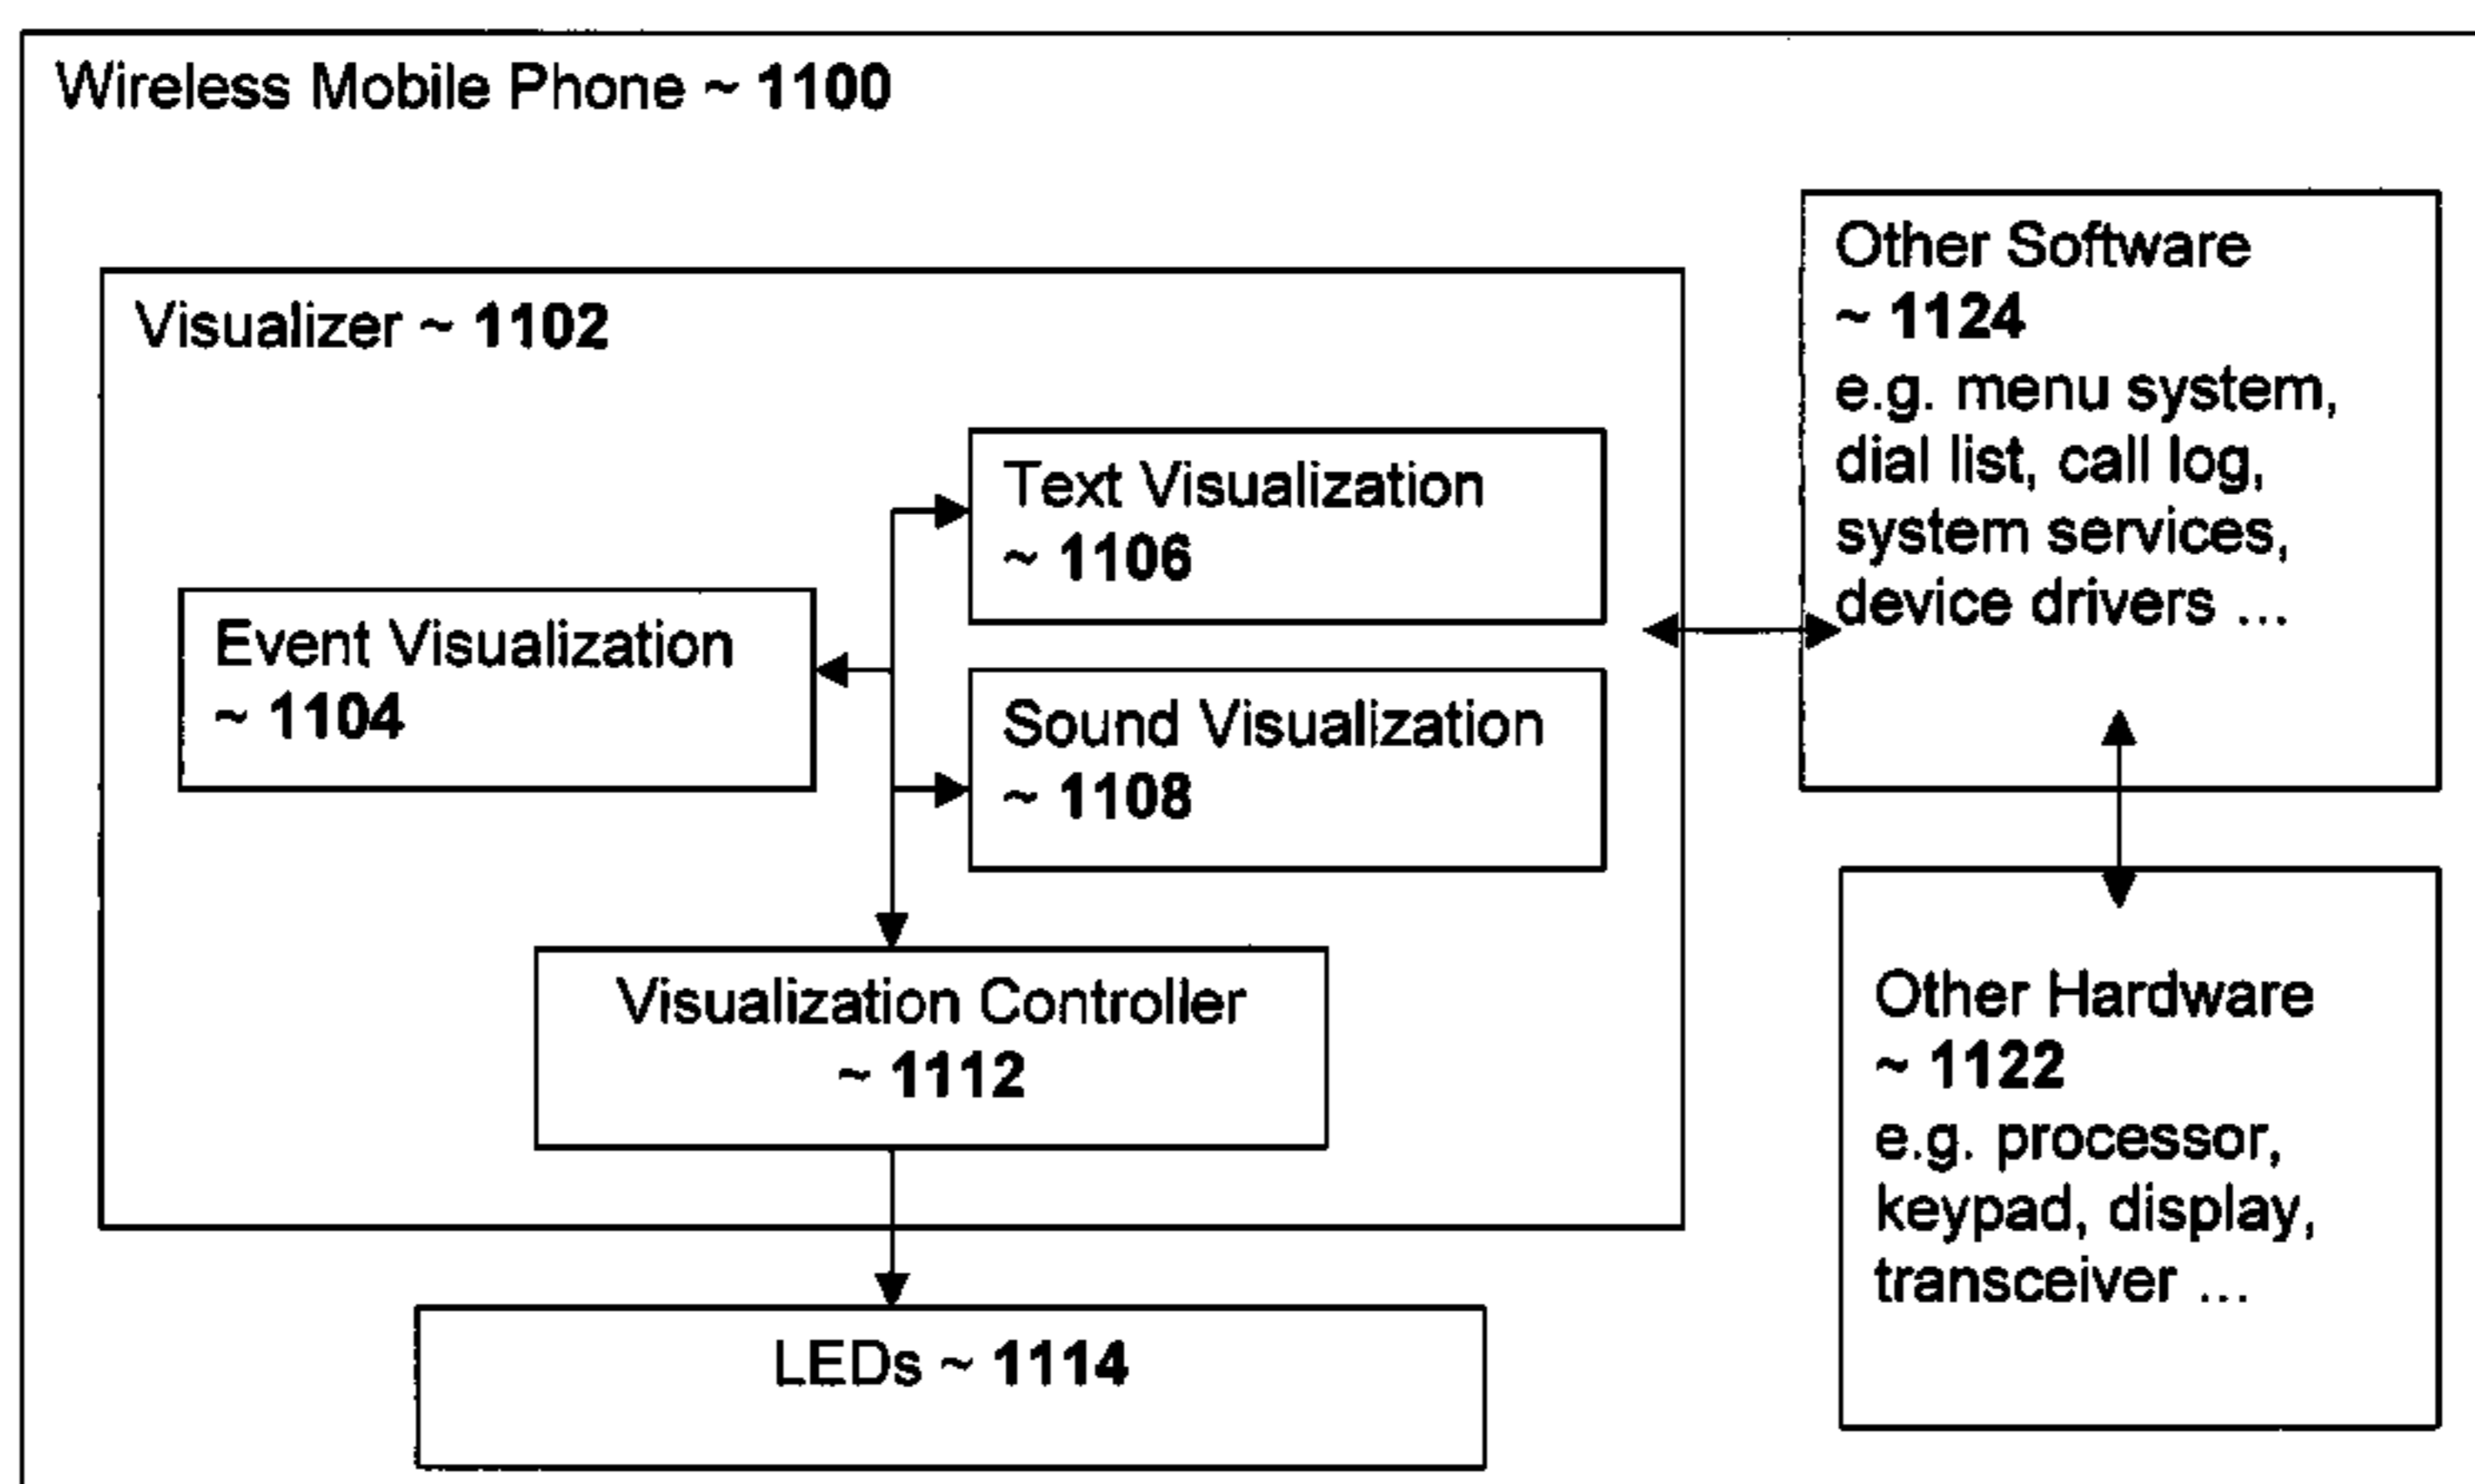 Wireless Mobile Phone ~ 1100
Visualizer ~ 1102
Text Visualization
~ 1106
Event Visualization
~ 1104
Sound Visualization
~ 1108
Visualization Controller
~ 1112
LEDs ~ 1114
Other Software
~ 1124
e.g. menu system,
dial list, call log,
system services,
device drivers ...
Other Hardware
~ 1122
e.g. processor,
keypad, display,
transceiver ...